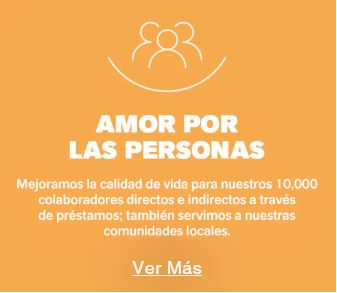 AMOR POR
LAS PERSONAS
Mejoramos la calidad de vida para nuestros 10,000
colaboradores directos e indirectos a través
de préstamos; también servimos a nuestras
comunidades locales.
Ver Más